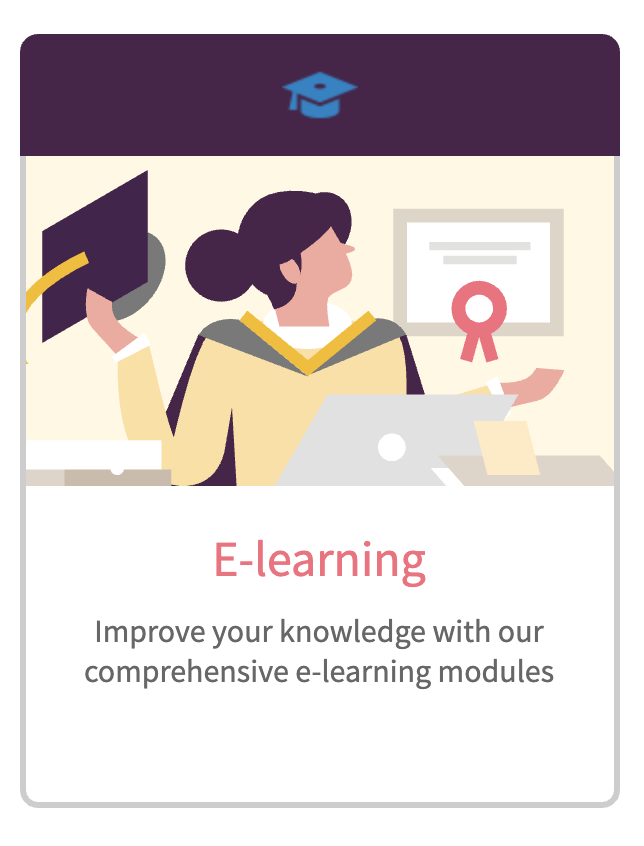 E-learning
Improve your knowledge with our
comprehensive e-learning modules